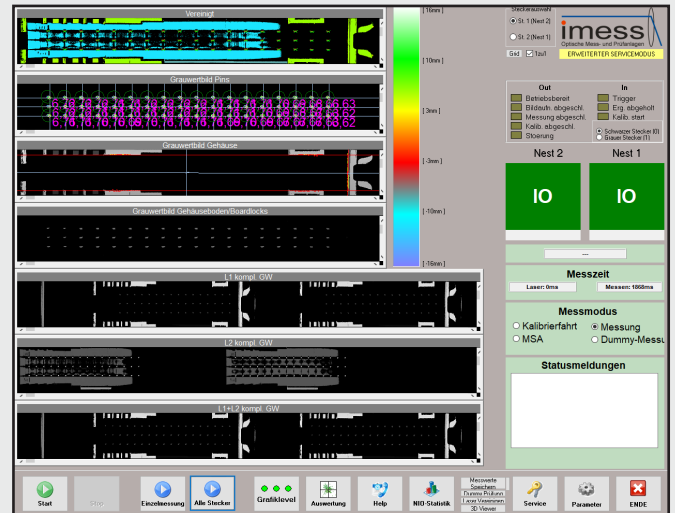 Vereinigt
Grauwertbild Pins
Grauwertbild Gehäuse
Grauwertbild Gehäuseboden/Boardlocks
L1 kompl. GW
L2 kompl. GW
L1+L2 kompl. GW
[16mm ]
[10mm ]
[3mm ]
[-3mm ]
[-10mm ]
[-16mm ]
Steckerauswahl
St. 1 (Nest 2)
St. 2 (Nest 1)
imess
Optische Mess- und Prüfanlagen
Grid
1zu1
ERWEITERTER SERVICEMODUS
Out
In
Betriebsbereit
Trigger
Bildaufn. abgeschl.
Erg. abgeholt
Messung abgeschl.
Kalib. start
Kalib. abgeschl.
Stoerung
Schwarzer Stecker (0)
Grauer Stecker (1)
Nest 2
Nest 1
IO
IO
---
Messzeit
Laser: 0ms
Messen: 1868ms
Messmodus
Kalibrierfahrt
Messung
MSA
Dummy-Messu
Statusmeldungen
Start
Stop
Einzelmessung
Alle Stecker
Grafiklevel
Auswertung
Help
NIO-Statistik
Messwerte
Speichern
Dummy Prüfung
Laser Vereinigen
3D Viewer
Service
Parameter
ENDE